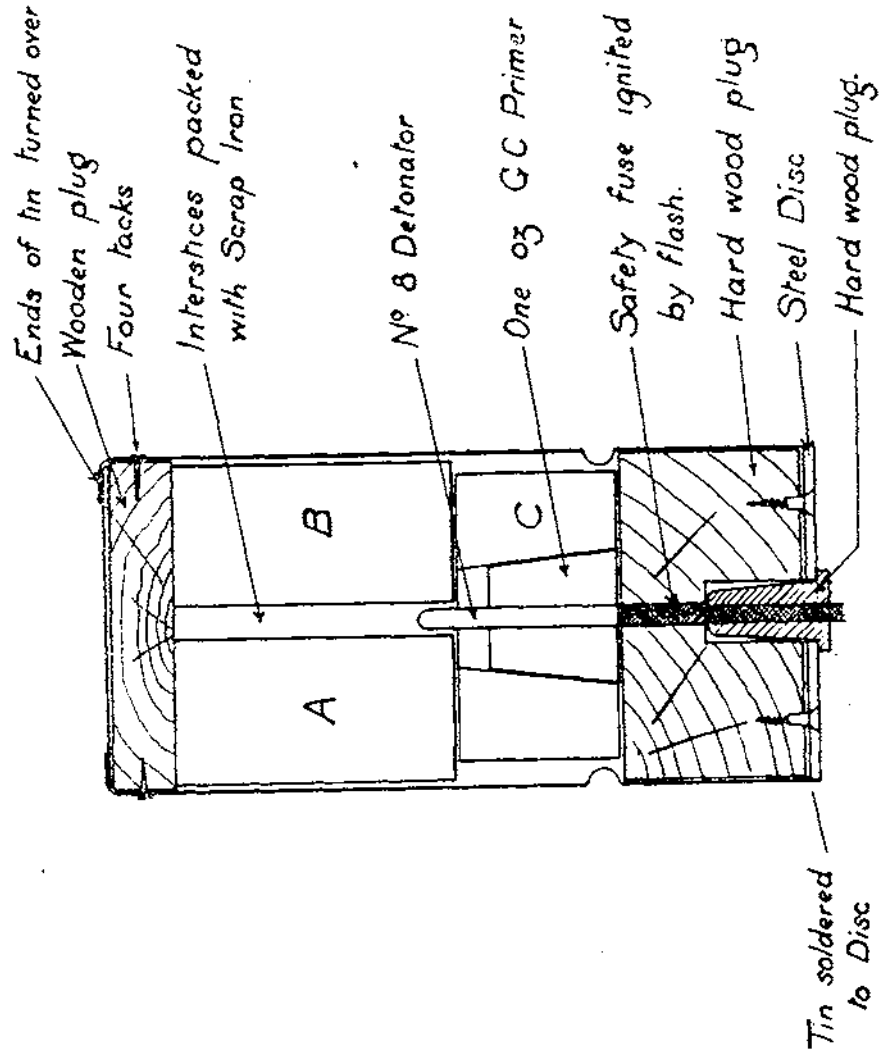 Ends of tin turned over
Wooden plug
Four tacks
Interstices packed
with Scrap Iron
Nº 8 Detonator
One oz GC Primer
Safety fuse ignited
by flash.
Hard wood plug
Steel Disc
Hard wood plug.
A
B
C
Tin soldered
to Disc